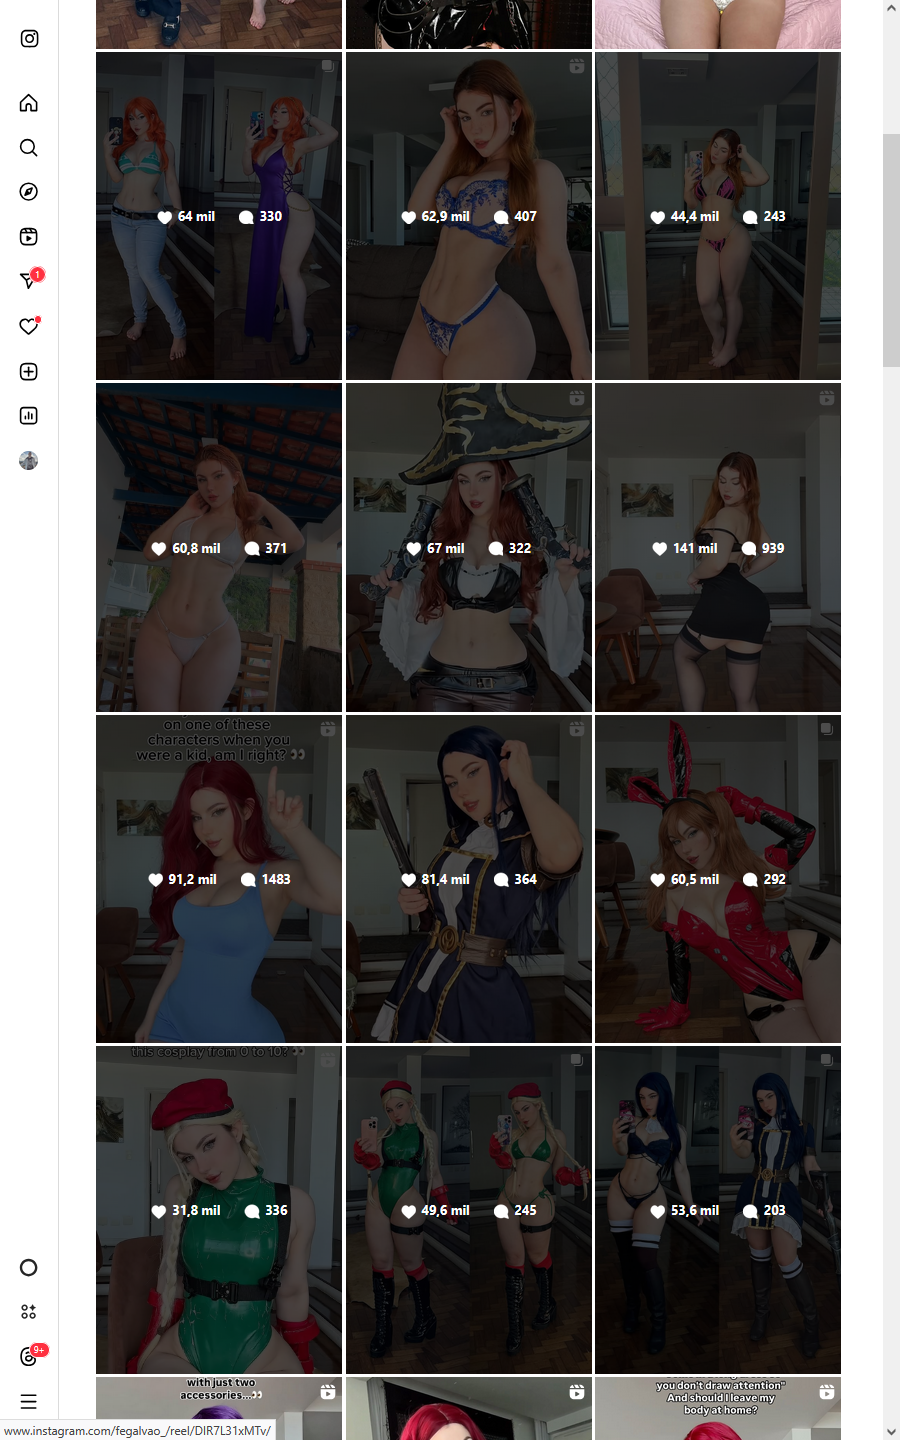 64 mil 330
62,9 mil 407
44,4 mil 243
1
60,8 mil 371
67 mil 322
141 mil 939
on one of these
characters when you
were a kid, am I right? 👀
91,2 mil 1483
81,4 mil 364
60,5 mil 292
this cosplay from 0 to 10? 👀
31,8 mil 336
49,6 mil 245
53,6 mil 203
9+
with just two
accessories...👀
you don't draw attention"
And should I leave my
body at home?
www.instagram.com/fegalvao_/reel/DIR7L31xMTv/